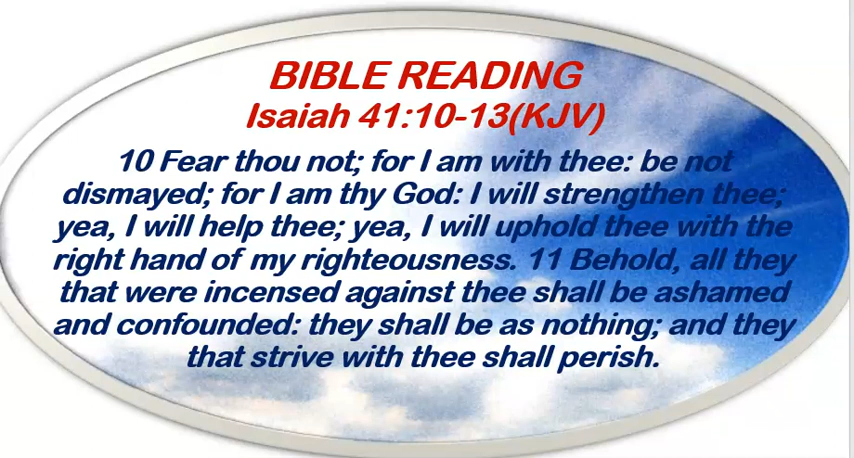 BIBLE READING
Isaiah 41:10-13(KJV)
10 Fear thou not; for I am with thee: be not
dismayed; for I am thy God: I will strengthen thee;
yea, I will help thee; yea, I will uphold thee with the
right hand of my righteousness. 11 Behold, all they
that were incensed against thee shall be ashamed
and confounded: they shall be as nothing; and they
that strive with thee shall perish.